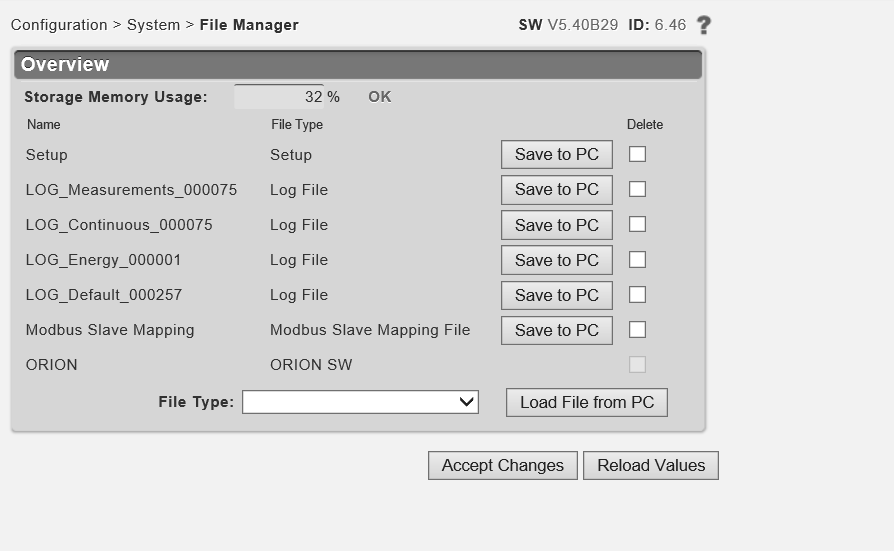 Configuration > System > File Manager SW V5.40B29 ID: 6.46 ?
Overview
Storage Memory Usage: 32 % OK
Name File Type Delete
Setup Setup Save to PC
LOG_Measurements_000075 Log File Save to PC
LOG_Continuous_000075 Log File Save to PC
LOG_Energy_000001 Log File Save to PC
LOG_Default_000257 Log File Save to PC
Modbus Slave Mapping Modbus Slave Mapping File Save to PC
ORION ORION SW
File Type: Load File from PC
Accept Changes Reload Values